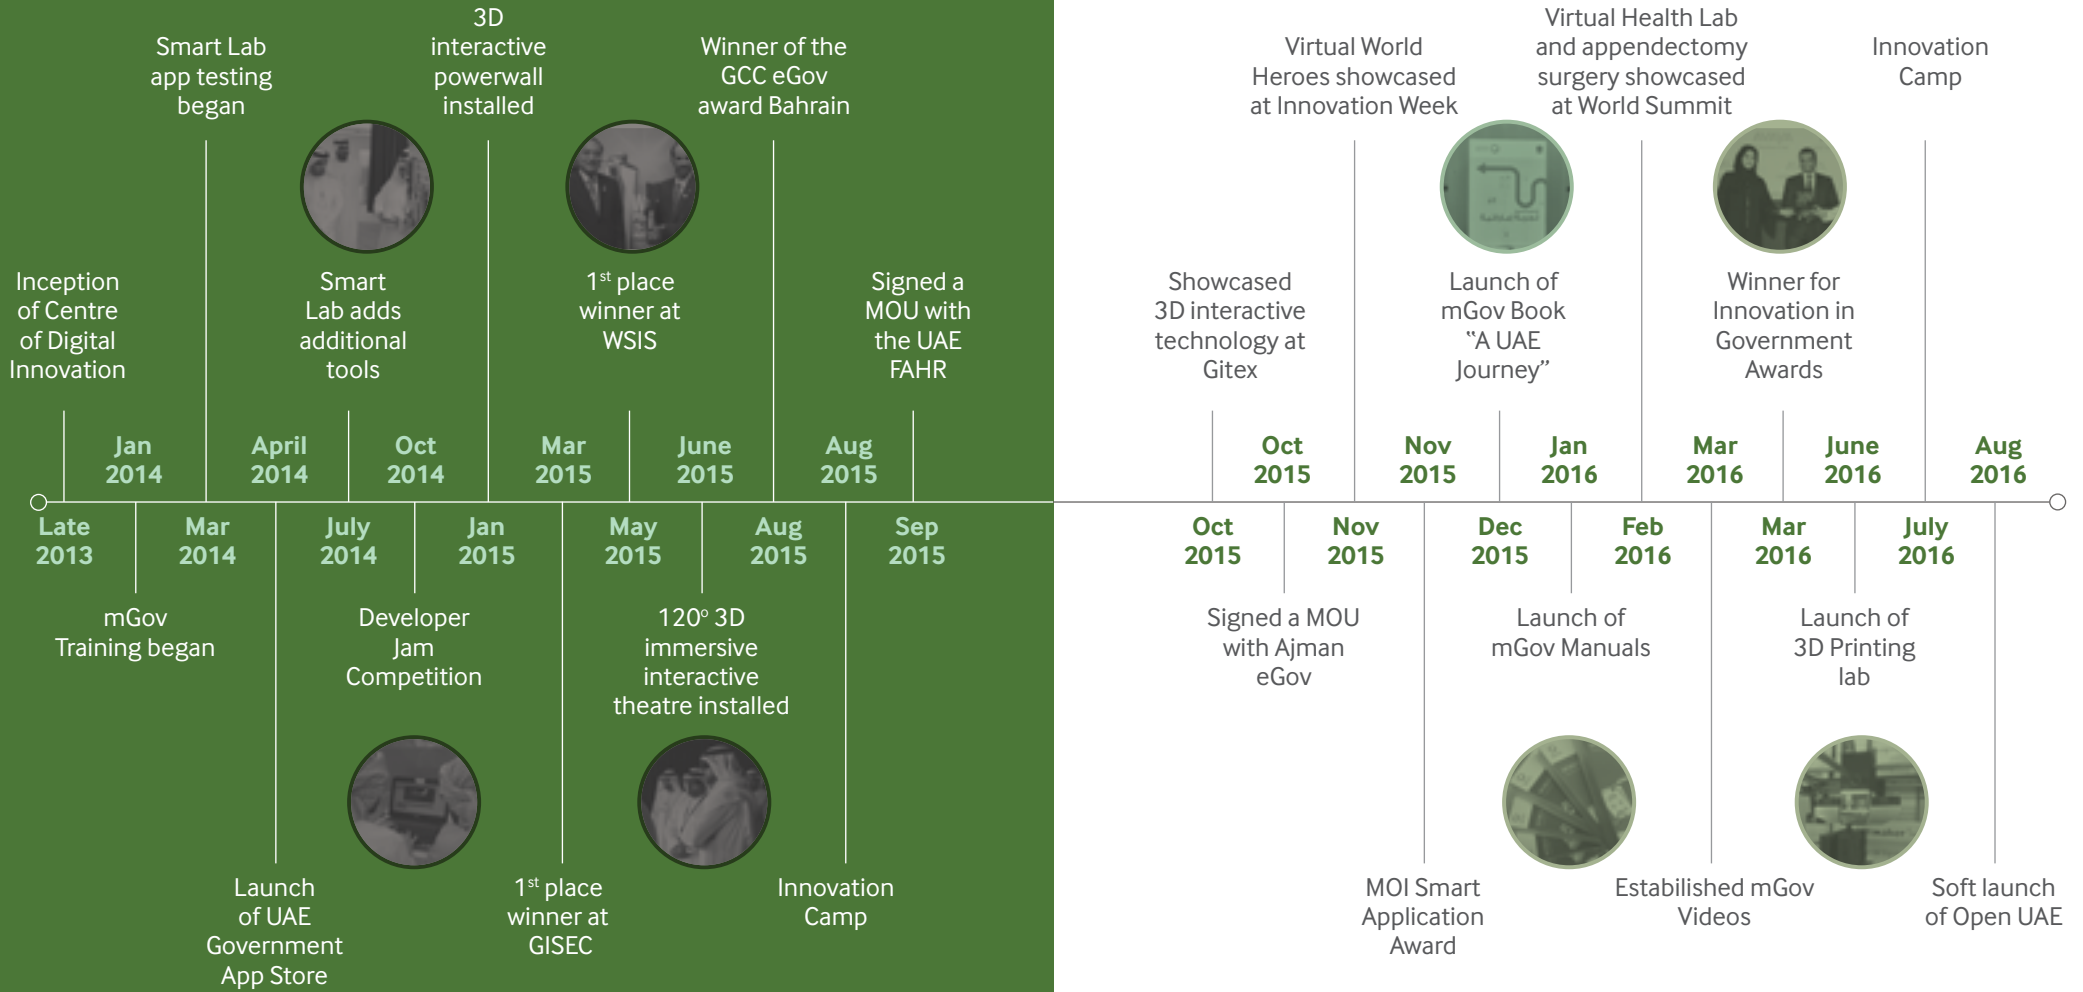 3D
interactive
powerwall
installed
Smart Lab
app testing
began
Winner of the
GCC eGov
award Bahrain
Inception
of Centre
of Digital
Innovation
Smart
Lab adds
additional
tools
1st place
winner at
WSIS
Signed a
MOU with
the UAE
FAHR
Jan
2014
April
2014
Oct
2014
Mar
2015
June
2015
Aug
2015
Late
2013
Mar
2014
July
2014
Jan
2015
May
2015
Aug
2015
Sep
2015
mGov
Training began
Developer
Jam
Competition
120º 3D
immersive
interactive
theatre installed
Launch
of UAE
Government
App Store
1st place
winner at
GISEC
Innovation
Camp
Virtual World
Heroes showcased
at Innovation Week
Virtual Health Lab
and appendectomy
surgery showcased
at World Summit
Innovation
Camp
Showcased
3D interactive
technology at
Gitex
Launch of
mGov Book
“A UAE
Journey”
Winner for
Innovation in
Government
Awards
Oct
2015
Nov
2015
Jan
2016
Mar
2016
June
2016
Aug
2016
Oct
2015
Nov
2015
Dec
2015
Feb
2016
Mar
2016
July
2016
Signed a MOU
with Ajman
eGov
Launch of
mGov Manuals
Launch of
3D Printing
lab
MOI Smart
Application
Award
Estabilished mGov
Videos
Soft launch
of Open UAE